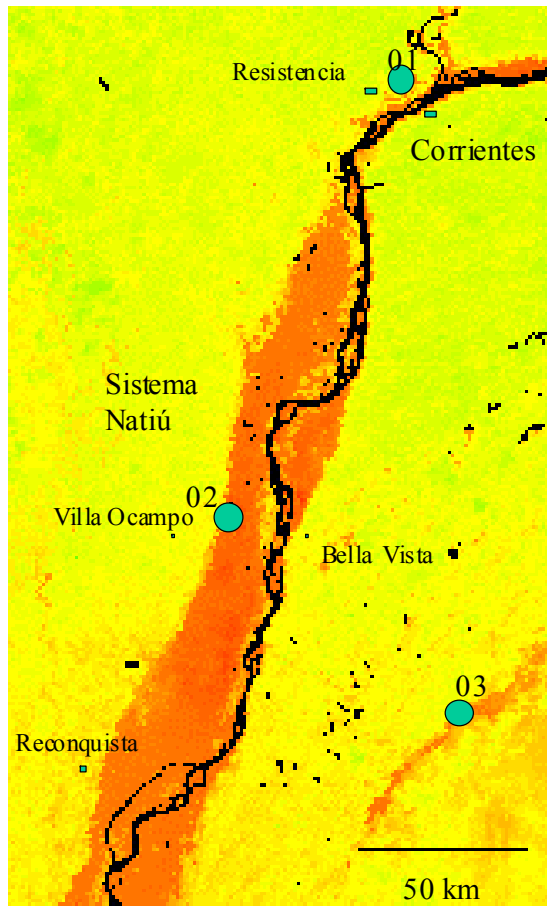 01
Resistencia
Corrientes
Sistema
Natiú
02
Villa Ocampo
Bella Vista
03
Reconquista
50 km